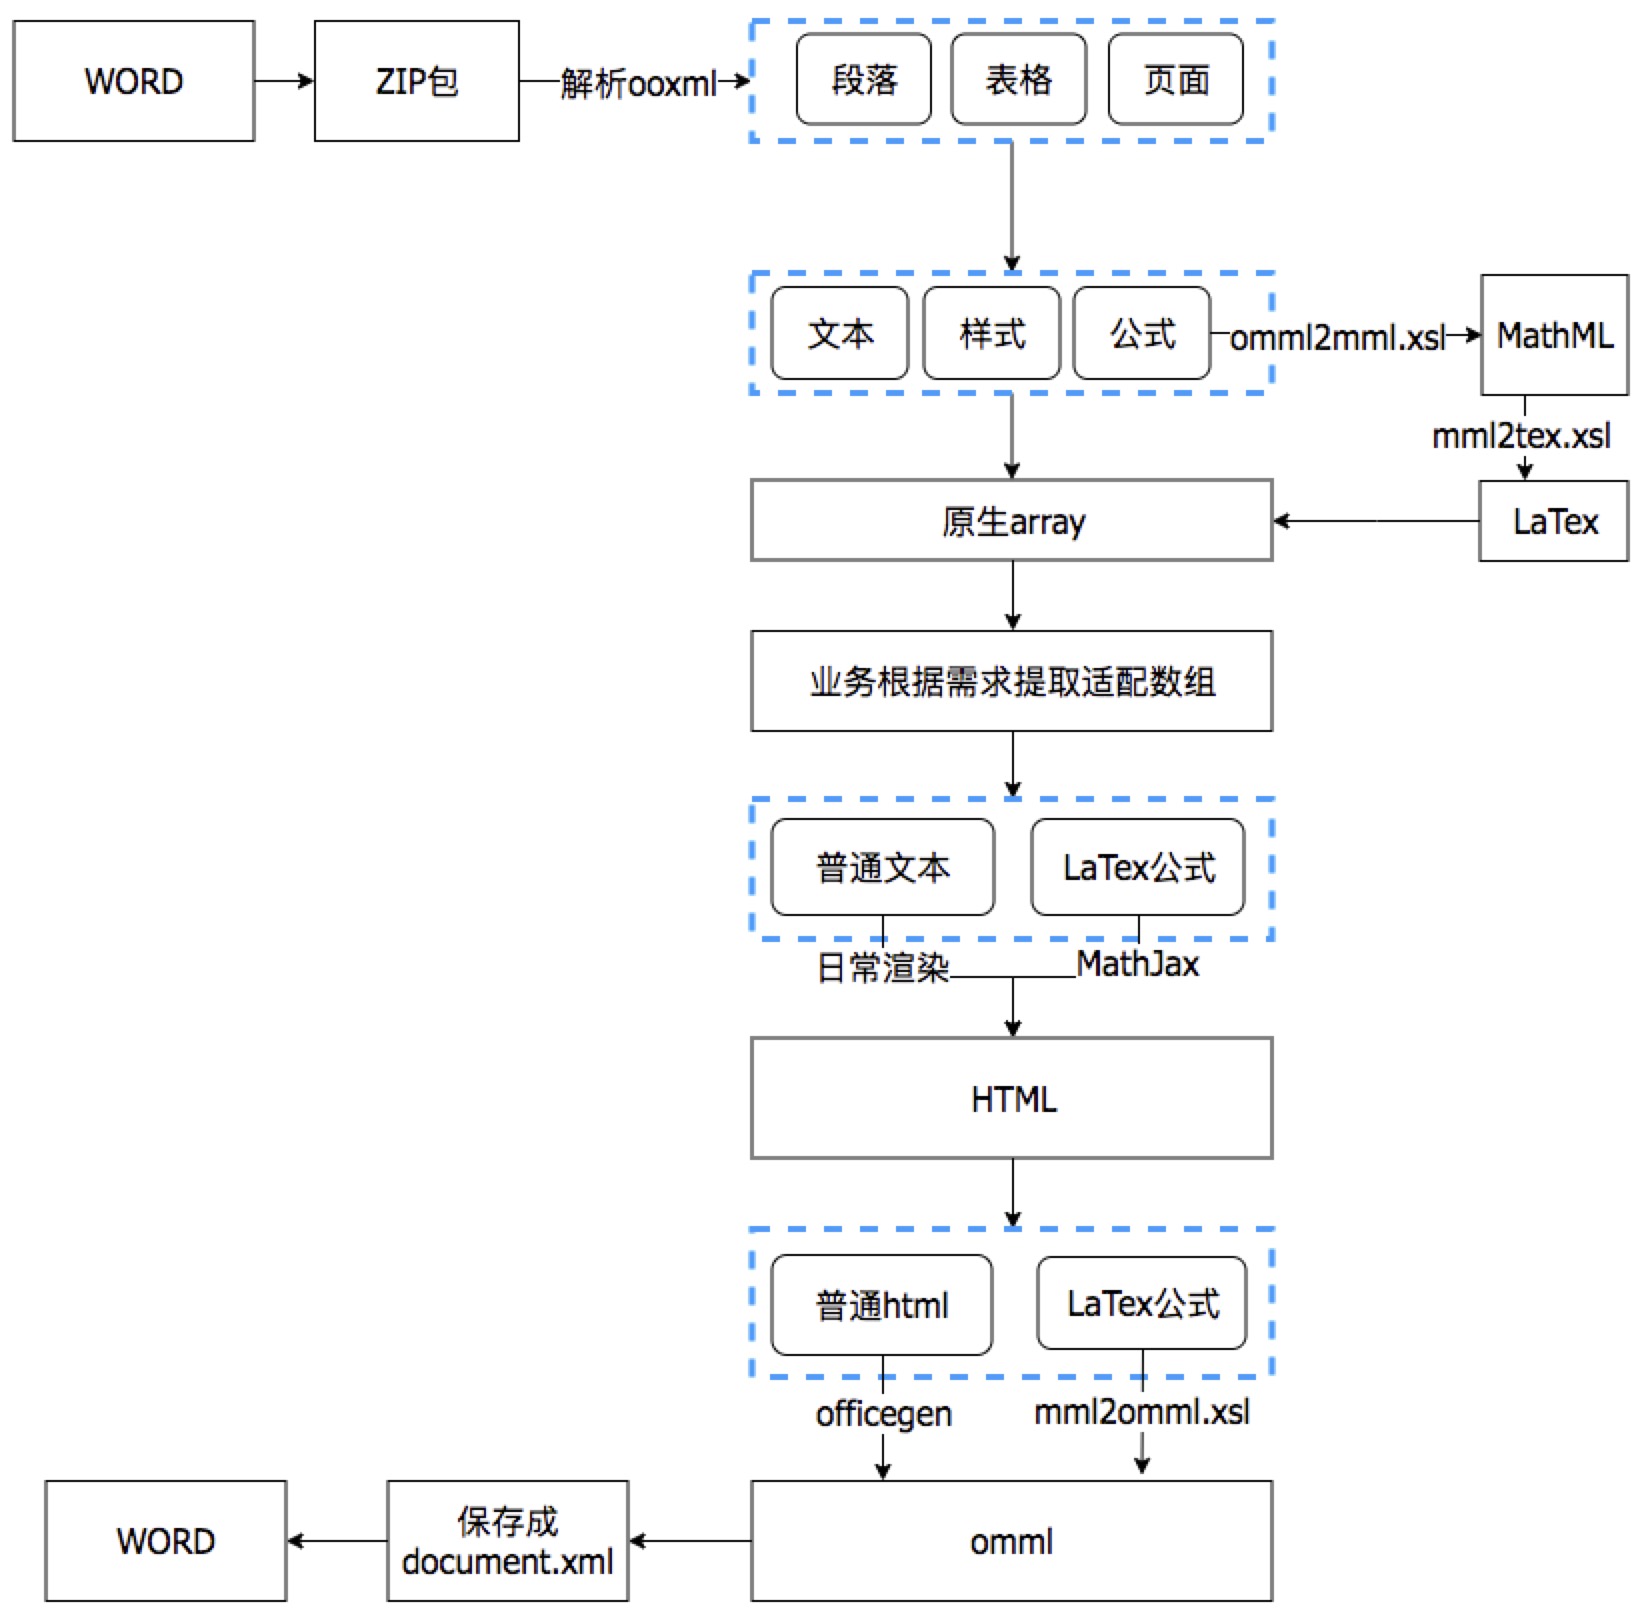 WORD
ZIP包
解析ooxml
段落
表格
页面
文本
样式
公式
omml2mml.xsl
MathML
mml2tex.xsl
原生array
LaTex
业务根据需求提取适配数组
普通文本
LaTex公式
日常渲染
MathJax
HTML
普通html
LaTex公式
officegen
mml2omml.xsl
WORD
保存成
document.xml
omml